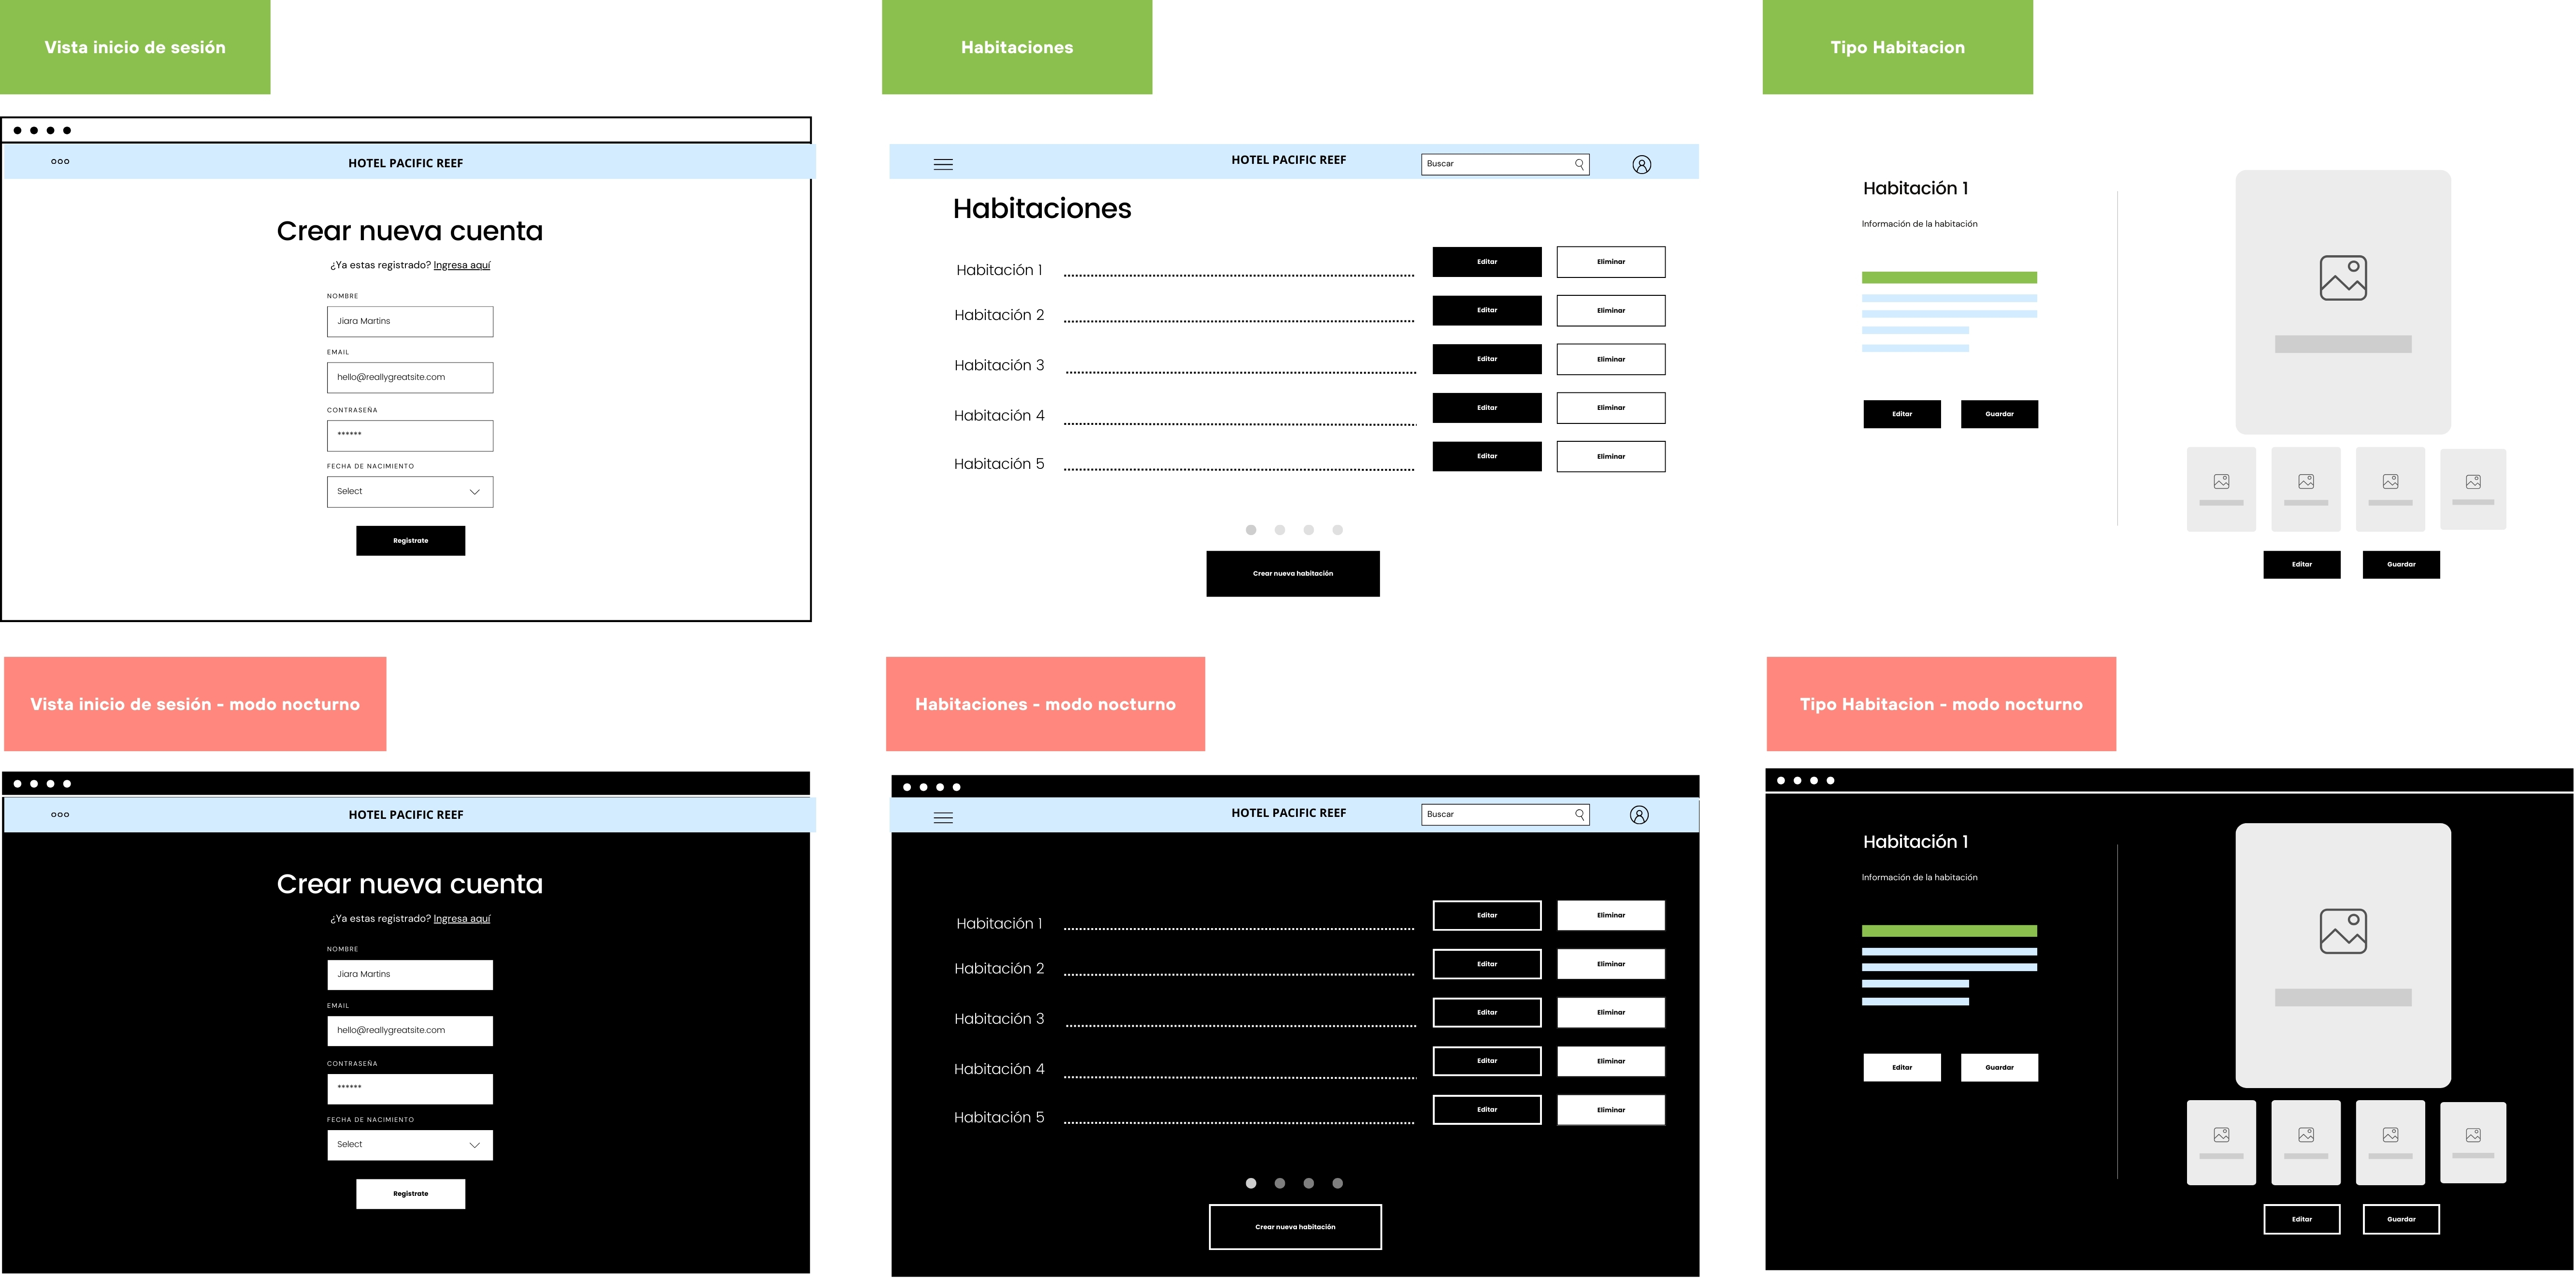 Vista inicio de sesión
HOTEL PACIFIC REEF
Crear nueva cuenta
¿Ya estas registrado? Ingresa aquí
NOMBRE
Jiara Martins
EMAIL
hello@reallygreatsite.com
CONTRASEÑA
******
FECHA DE NACIMIENTO
Select
Registrate
Habitaciones
HOTEL PACIFIC REEF
Buscar
Habitaciones
Habitación 1 Editar Eliminar
Habitación 2 Editar Eliminar
Habitación 3 Editar Eliminar
Habitación 4 Editar Eliminar
Habitación 5 Editar Eliminar
Crear nueva habitación
Tipo Habitacion
Habitación 1
Información de la habitación
Editar Guardar
Editar Guardar
Vista inicio de sesión - modo nocturno
HOTEL PACIFIC REEF
Crear nueva cuenta
¿Ya estas registrado? Ingresa aquí
NOMBRE
Jiara Martins
EMAIL
hello@reallygreatsite.com
CONTRASEÑA
******
FECHA DE NACIMIENTO
Select
Registrate
Habitaciones - modo nocturno
HOTEL PACIFIC REEF
Buscar
Habitación 1 Editar Eliminar
Habitación 2 Editar Eliminar
Habitación 3 Editar Eliminar
Habitación 4 Editar Eliminar
Habitación 5 Editar Eliminar
Crear nueva habitación
Tipo Habitacion - modo nocturno
Habitación 1
Información de la habitación
Editar Guardar
Editar Guardar